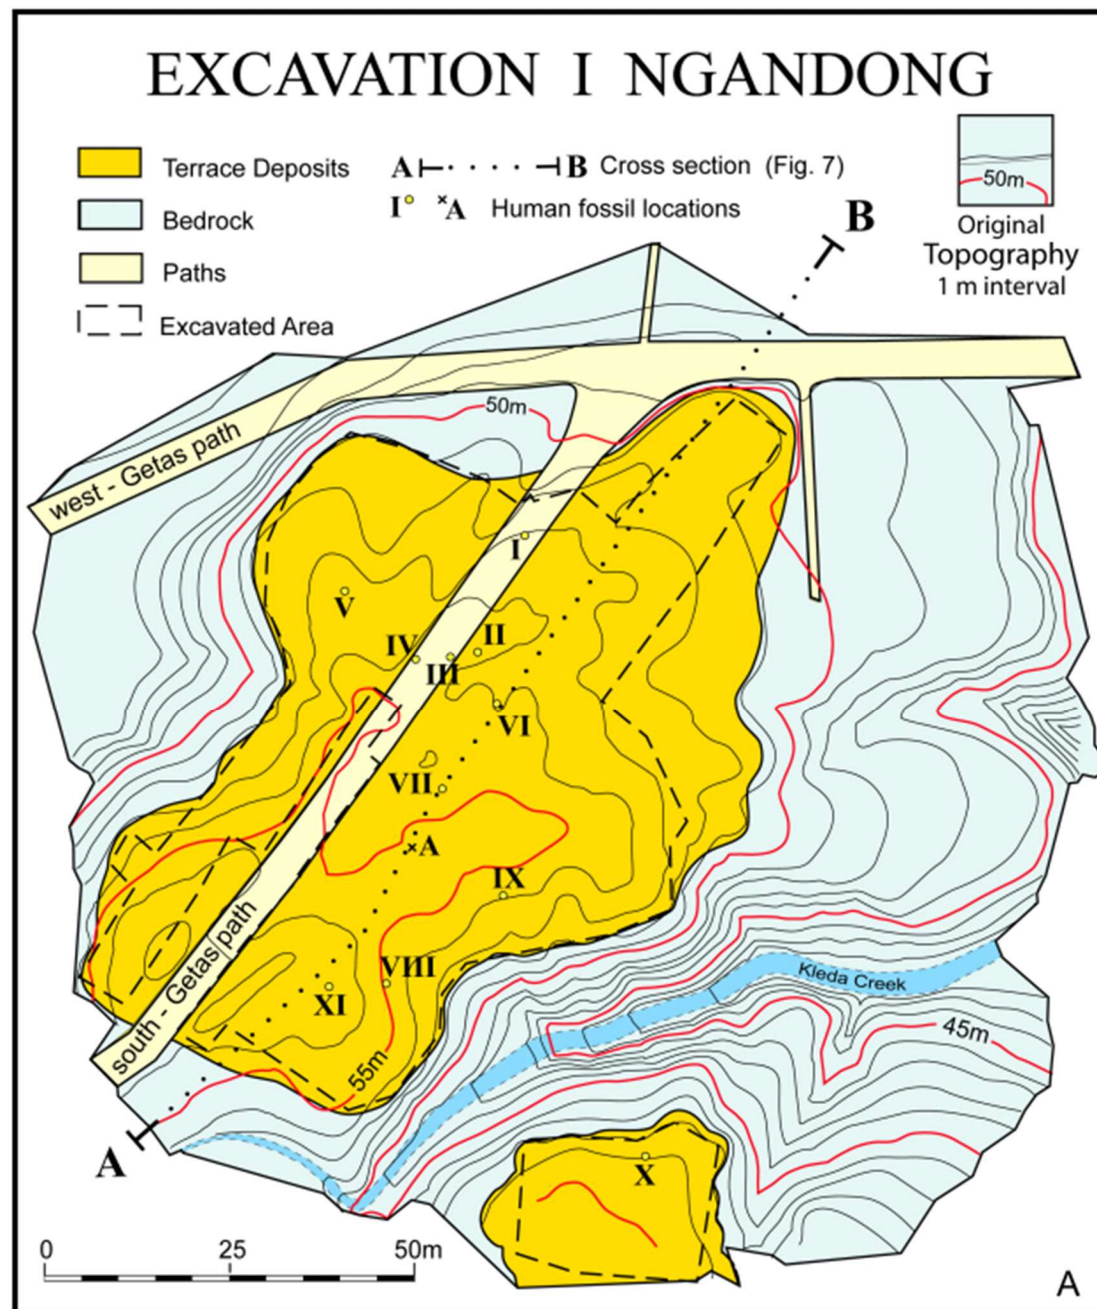 EXCAVATION I NGANDONG
Terrace Deposits
Bedrock
Paths
Excavated Area
A B Cross section (Fig. 7)
I A Human fossil locations
50m
Original
Topography
1 m interval
B
50m
west - Getas path
I
V
IV
II
III
VI
VII
A
IX
VIII
XI
south - Getas path
Kleda Creek
45m
55m
A
X
0 25 50m
A